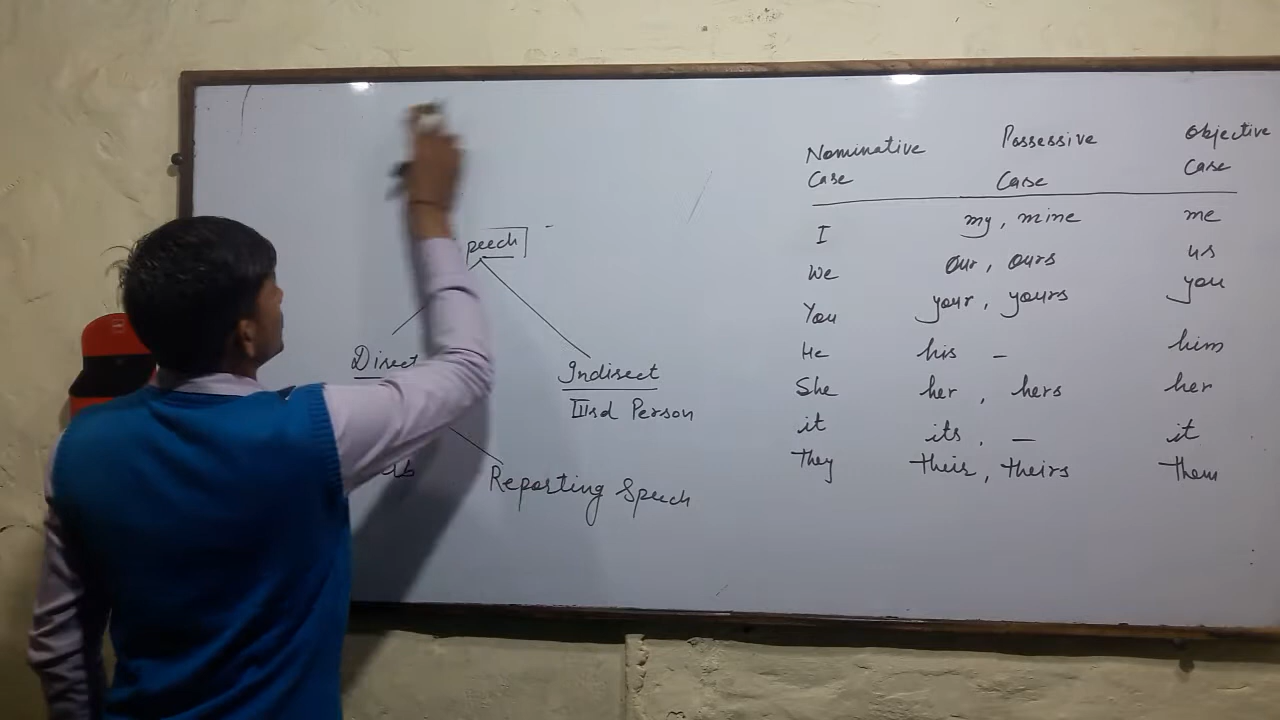 peech
Direct
Indirect
IIIrd Person
Reporting Speech
Nominative Case
Possessive Case
Objective Case
I my, mine me
We our, ours us
You your, yours you
He his - him
She her, hers her
it its, - it
They their, theirs them